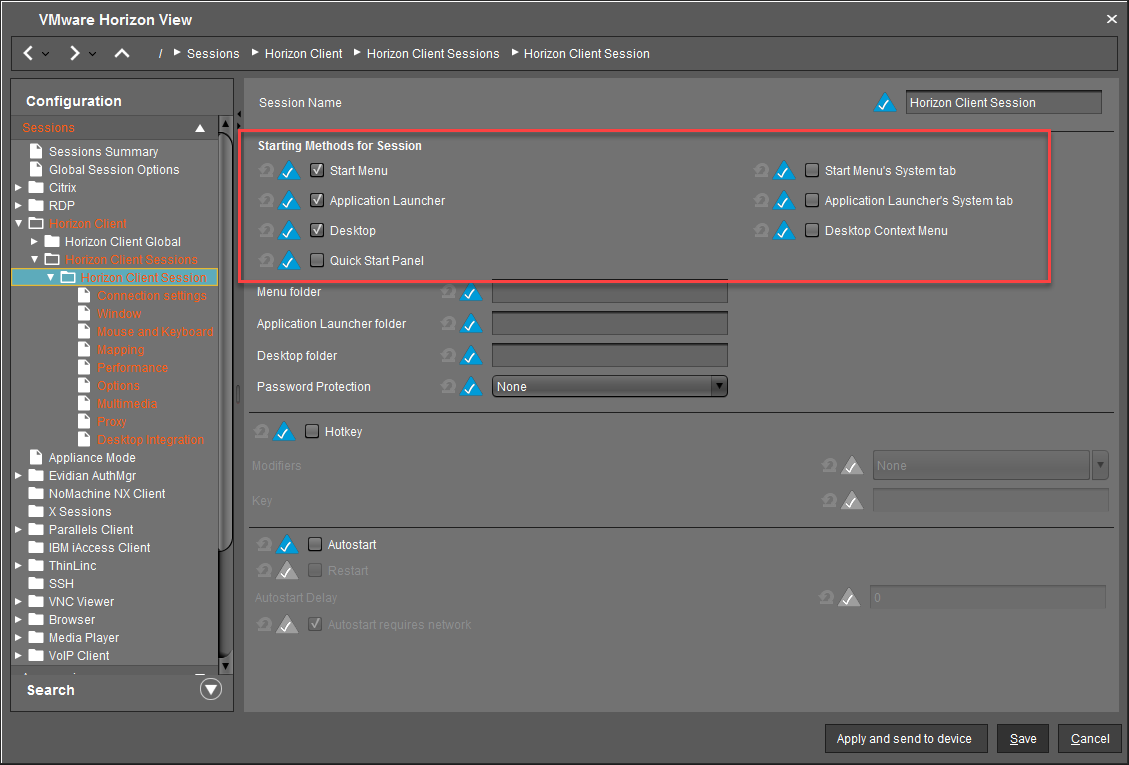 VMware Horizon View
/ Sessions Horizon Client Horizon Client Sessions Horizon Client Session
Configuration
Sessions
Sessions Summary
Global Session Options
Citrix
RDP
Horizon Client
Horizon Client Global
Horizon Client Sessions
Horizon Client Session
Connection settings
Window
Mouse and Keyboard
Mapping
Performance
Options
Multimedia
Proxy
Desktop Integration
Appliance Mode
Evidian AuthMgr
NoMachine NX Client
X Sessions
Parallels Client
IBM iAccess Client
ThinLinc
SSH
VNC Viewer
Browser
Media Player
VoIP Client
Search
Session Name Horizon Client Session
Starting Methods for Session
Start Menu Start Menu's System tab
Application Launcher Application Launcher's System tab
Desktop Desktop Context Menu
Quick Start Panel
Menu folder
Application Launcher folder
Desktop folder
Password Protection None
Hotkey
Modifiers None
Key
Autostart
Restart
Autostart Delay 0
Autostart requires network
Apply and send to device Save Cancel